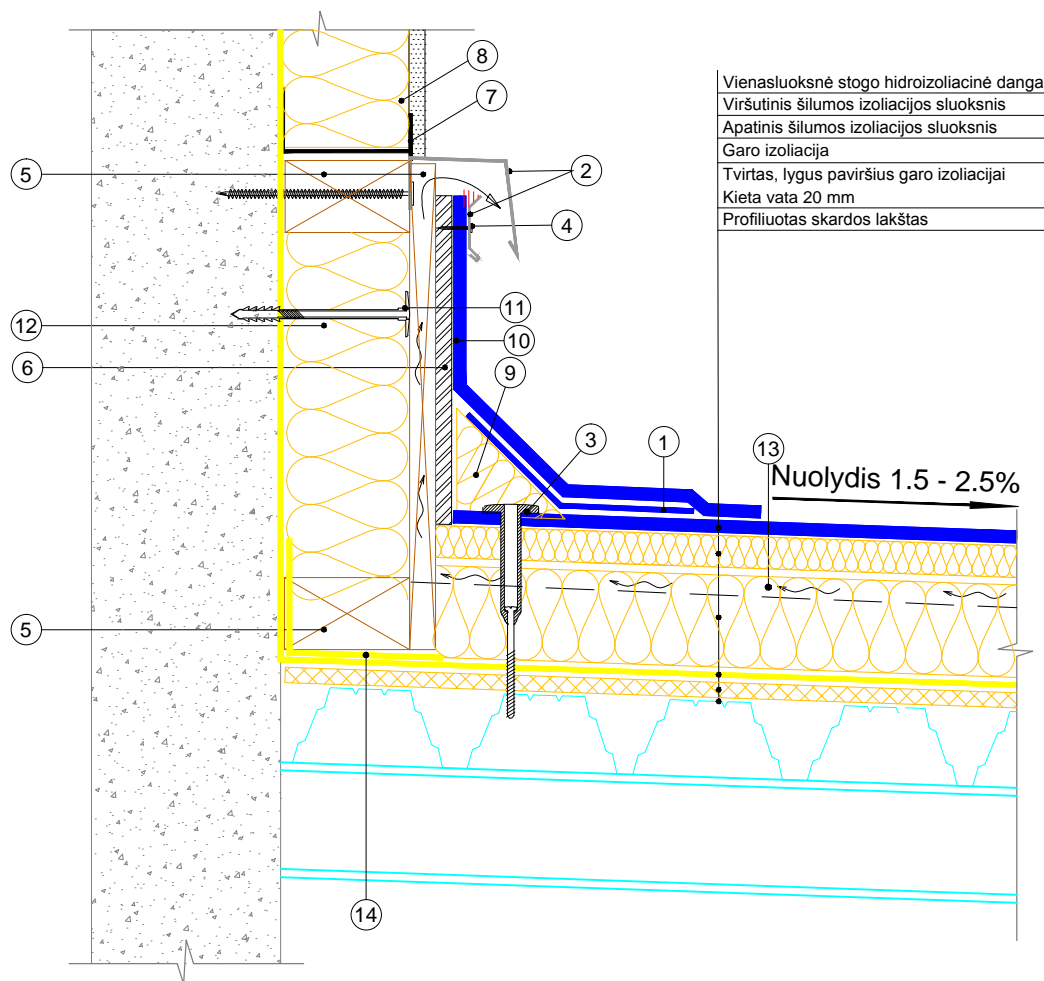 8
7
Vienasluoksnė stogo hidroizoliacinė danga
Viršutinis šilumos izoliacijos sluoksnis
Apatinis šilumos izoliacijos sluoksnis
Garo izoliacija
Tvirtas, lygus paviršius garo izoliacijai
Kieta vata 20 mm
Profiliuotas skardos lakštas
5
2
4
11
12
10
6
9
3
1
13
Nuolydis 1.5 - 2.5%
5
14